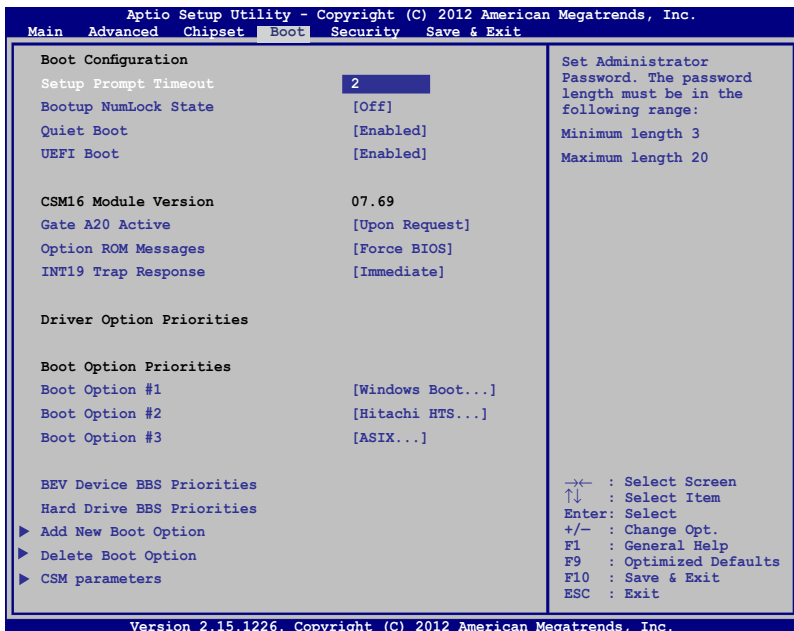 Aptio Setup Utility - Copyright (C) 2012 American Megatrends, Inc.
Main Advanced Chipset Boot Security Save & Exit
Boot Configuration
Setup Prompt Timeout 2
Bootup NumLock State [Off]
Quiet Boot [Enabled]
UEFI Boot [Enabled]
CSM16 Module Version 07.69
Gate A20 Active [Upon Request]
Option ROM Messages [Force BIOS]
INT19 Trap Response [Immediate]
Driver Option Priorities
Boot Option Priorities
Boot Option #1 [Windows Boot...]
Boot Option #2 [Hitachi HTS...]
Boot Option #3 [ASIX...]
BEV Device BBS Priorities
Hard Drive BBS Priorities
▶ Add New Boot Option
▶ Delete Boot Option
▶ CSM parameters
Set Administrator
Password. The password
length must be in the
following range:
Minimum length 3
Maximum length 20
→← : Select Screen
↑↓ : Select Item
Enter: Select
+/— : Change Opt.
F1 : General Help
F9 : Optimized Defaults
F10 : Save & Exit
ESC : Exit
Version 2.15.1226. Copyright (C) 2012 American Megatrends, Inc.